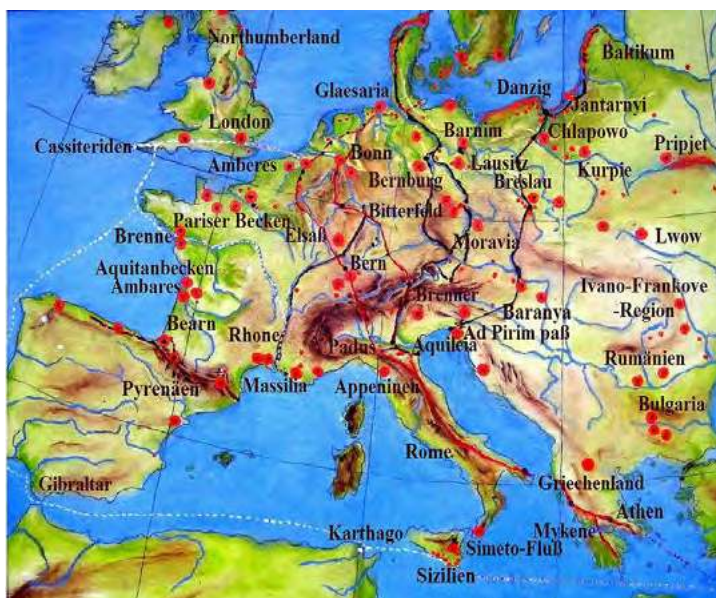 Northumberland
Baltikum
Glaesaria
Danzig
Jantarnyi
London
Barnim
Chlapowo
Cassiteriden
Bonn
Pripjet
Amberes
Lausitz
Kurpie
Bernburg
Breslau
Bitterfeld
Pariser Becken
Brenne
Elsaß
Moravia
Lwow
Bern
Aquitanbecken
Ambares
Ivano-Frankove
-Region
Brenner
Baranya
Bearn
Rhone
Ad Pirim paß
Padus
Aquileia
Rumänien
Pyrenäen
Massilia
Appeninen
Bulgaria
Rome
Griechenland
Gibraltar
Athen
Karthago
Mykene
Simeto-Fluß
Sizilien